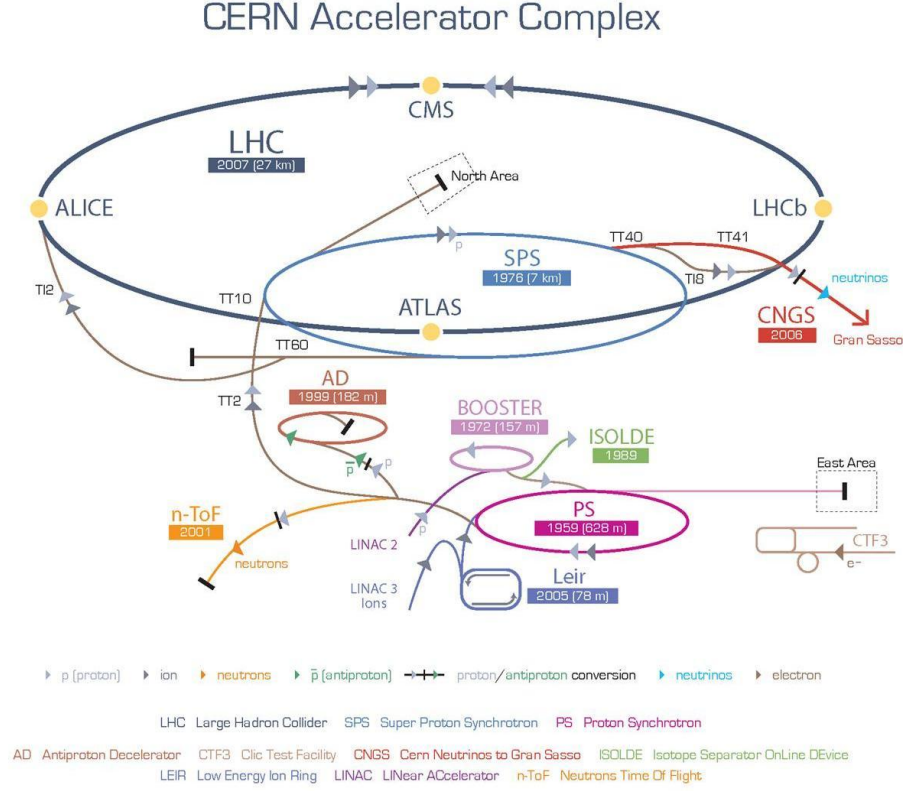 CERN Accelerator Complex
CMS
LHC
2007 (27 km)
North Area
ALICE
LHCb
TT40
TT41
p
SPS
1976 (7 km)
TI8
neutrinos
TI2
TT10
ATLAS
CNGS
2006
Gran Sasso
TT60
AD
1999 (182 m)
TT2
BOOSTER
1972 (157 m)
ISOLDE
1989
p̅
p
East Area
n-ToF
2001
PS
1959 (628 m)
p
LINAC 2
neutrons
CTF3
e-
LINAC 3
Ions
Leir
2005 (78 m)
p (proton) ion neutrons p̅ (antiproton) proton/antiproton conversion neutrinos electron
LHC Large Hadron Collider SPS Super Proton Synchrotron PS Proton Synchrotron
AD Antiproton Decelerator CTF3 Clic Test Facility CNGS Cern Neutrinos to Gran Sasso ISOLDE Isotope Separator OnLine DEvice
LEIR Low Energy Ion Ring LINAC LINear ACcelerator n-ToF Neutrons Time Of Flight